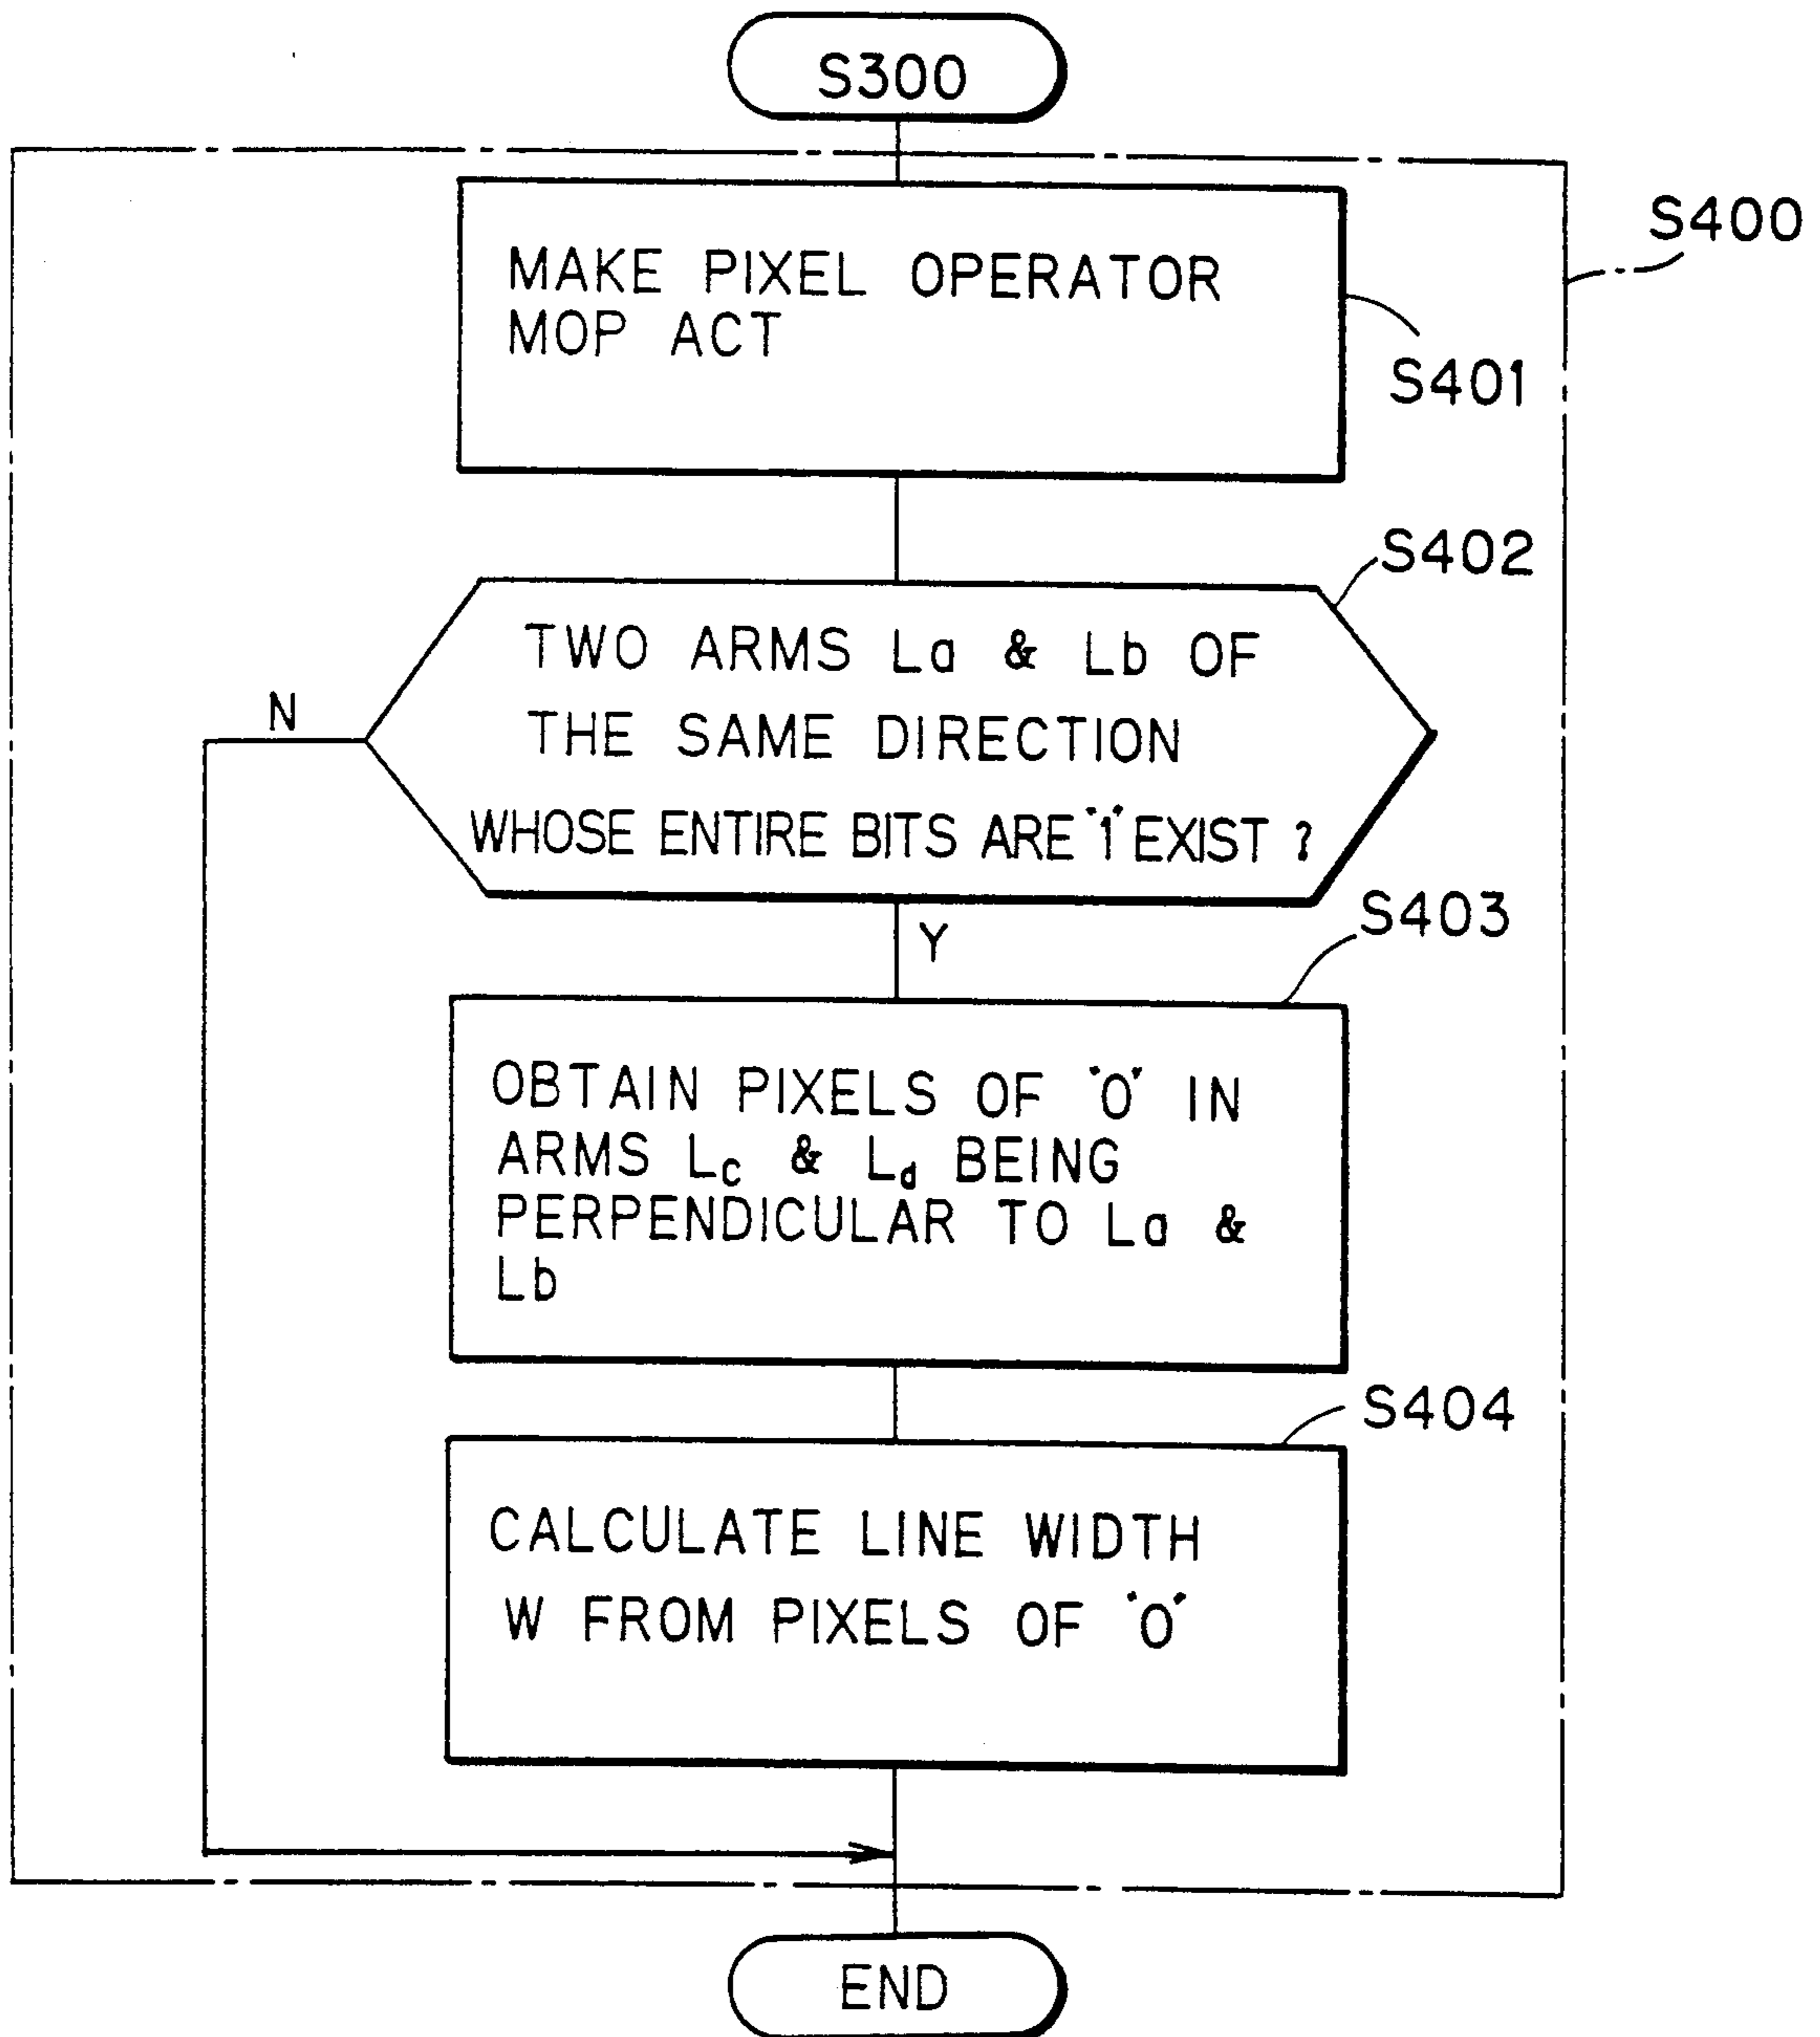 S300
S400
MAKE PIXEL OPERATOR
MOP ACT
S401
S402
TWO ARMS La & Lb OF
THE SAME DIRECTION
WHOSE ENTIRE BITS ARE "1" EXIST ?
N
Y
S403
OBTAIN PIXELS OF "0" IN
ARMS Lc & Ld BEING
PERPENDICULAR TO La &
Lb
S404
CALCULATE LINE WIDTH
W FROM PIXELS OF "0"
END